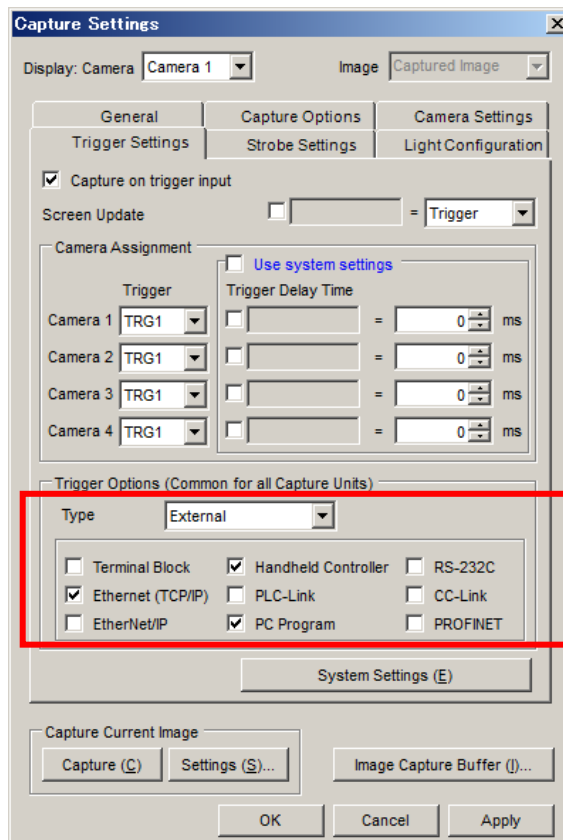 Capture Settings
Display: Camera Camera 1 Image Captured Image
General Capture Options Camera Settings
Trigger Settings Strobe Settings Light Configuration
Capture on trigger input
Screen Update = Trigger
Camera Assignment
Use system settings
Trigger Trigger Delay Time
Camera 1 TRG1 = 0 ms
Camera 2 TRG1 = 0 ms
Camera 3 TRG1 = 0 ms
Camera 4 TRG1 = 0 ms
Trigger Options (Common for all Capture Units)
Type External
Terminal Block Handheld Controller RS-232C
Ethernet (TCP/IP) PLC-Link CC-Link
EtherNet/IP PC Program PROFINET
System Settings (E)
Capture Current Image
Capture (C) Settings (S)... Image Capture Buffer (I)...
OK Cancel Apply